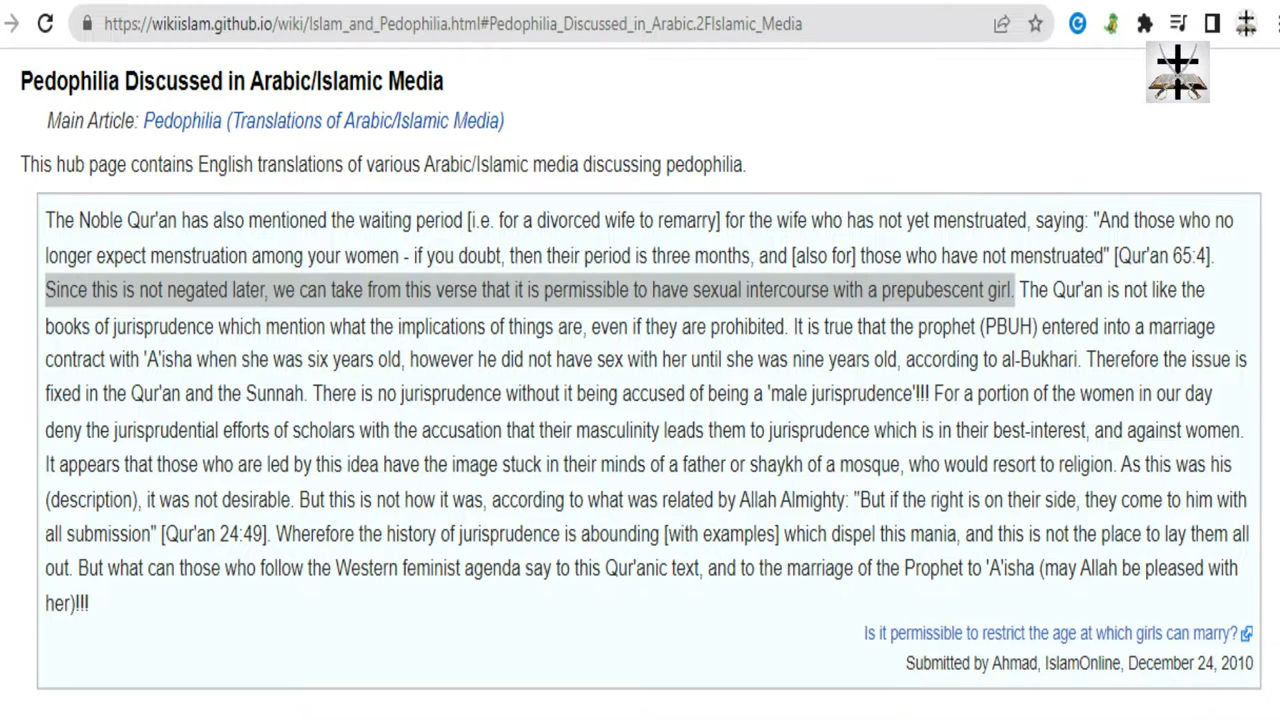 https://wikiislam.github.io/wiki/Islam_and_Pedophilia.html#Pedophilia_Discussed_in_Arabic.2FIslamic_Media
Pedophilia Discussed in Arabic/Islamic Media
Main Article: Pedophilia (Translations of Arabic/Islamic Media)
This hub page contains English translations of various Arabic/Islamic media discussing pedophilia.
The Noble Qur'an has also mentioned the waiting period [i.e. for a divorced wife to remarry] for the wife who has not yet menstruated, saying: "And those who no
longer expect menstruation among your women - if you doubt, then their period is three months, and [also for] those who have not menstruated" [Qur'an 65:4].
Since this is not negated later, we can take from this verse that it is permissible to have sexual intercourse with a prepubescent girl. The Qur'an is not like the
books of jurisprudence which mention what the implications of things are, even if they are prohibited. It is true that the prophet (PBUH) entered into a marriage
contract with 'A'isha when she was six years old, however he did not have sex with her until she was nine years old, according to al-Bukhari. Therefore the issue is
fixed in the Qur'an and the Sunnah. There is no jurisprudence without it being accused of being a 'male jurisprudence'!!! For a portion of the women in our day
deny the jurisprudential efforts of scholars with the accusation that their masculinity leads them to jurisprudence which is in their best-interest, and against women.
It appears that those who are led by this idea have the image stuck in their minds of a father or shaykh of a mosque, who would resort to religion. As this was his
(description), it was not desirable. But this is not how it was, according to what was related by Allah Almighty: "But if the right is on their side, they come to him with
all submission" [Qur'an 24:49]. Wherefore the history of jurisprudence is abounding [with examples] which dispel this mania, and this is not the place to lay them all
out. But what can those who follow the Western feminist agenda say to this Qur'anic text, and to the marriage of the Prophet to 'A'isha (may Allah be pleased with
her)!!!
Is it permissible to restrict the age at which girls can marry?
Submitted by Ahmad, IslamOnline, December 24, 2010